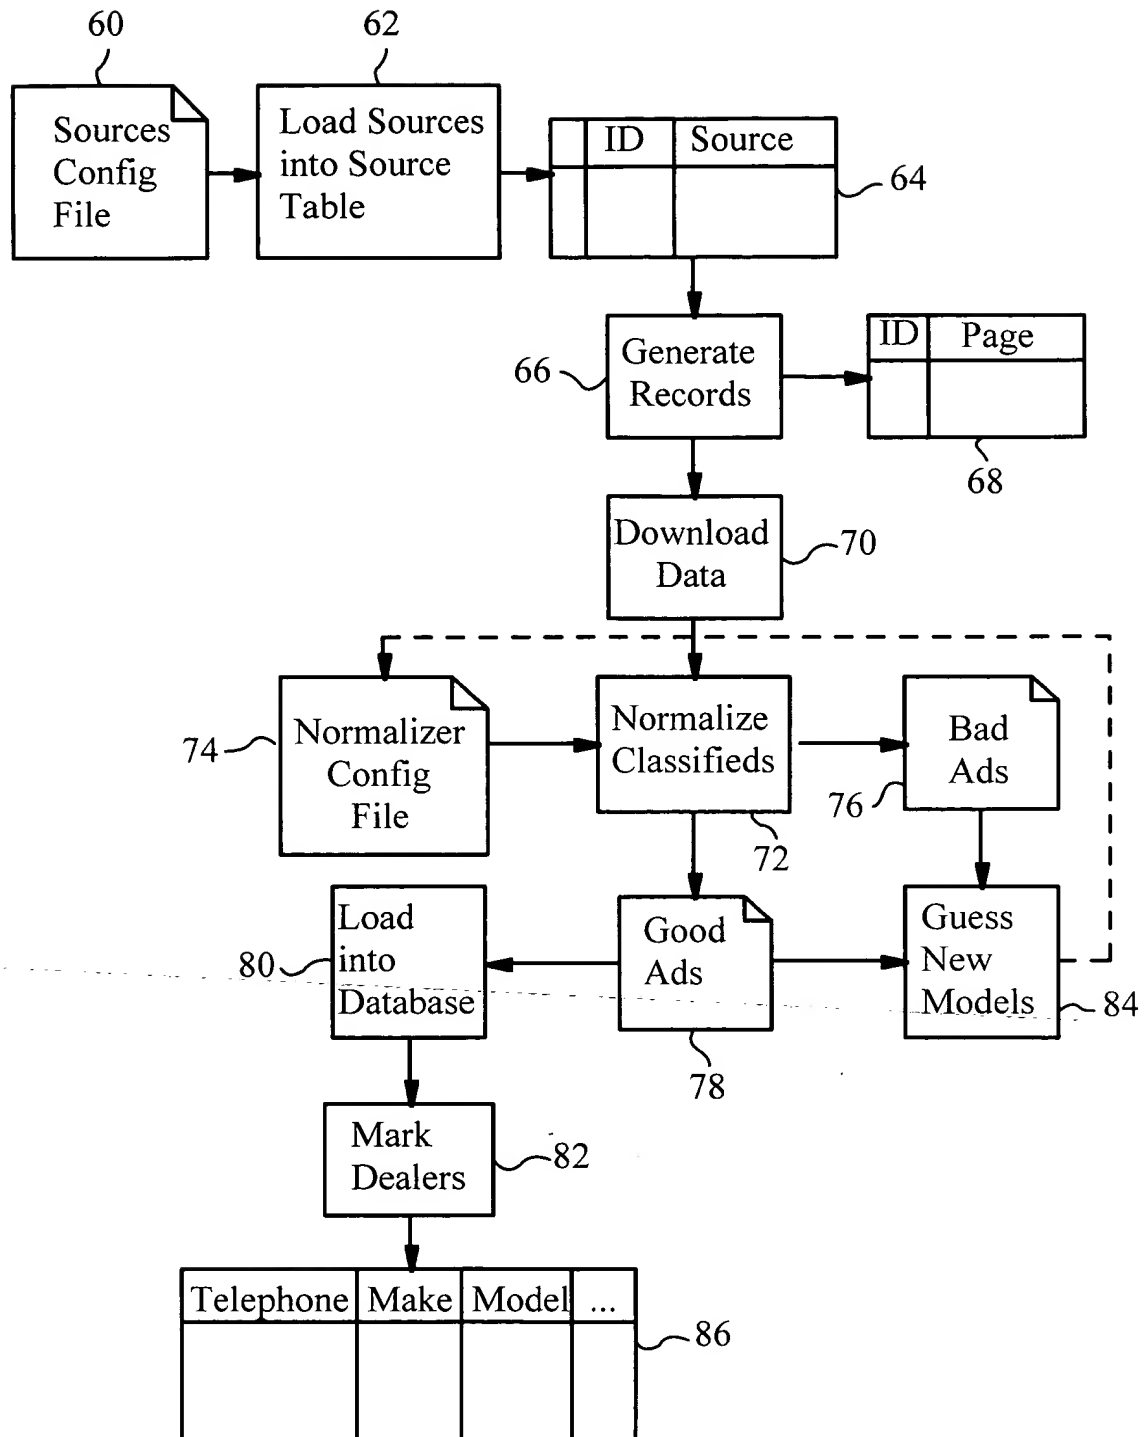 60
62
Sources
Config
File
Load Sources
into Source
Table
ID
Source
64
66
Generate
Records
ID
Page
68
Download
Data
70
74
Normalizer
Config
File
Normalize
Classifieds
72
Bad
Ads
76
80
Load
into
Database
Good
Ads
78
Guess
New
Models
84
Mark
Dealers
82
Telephone
Make
Model
...
86